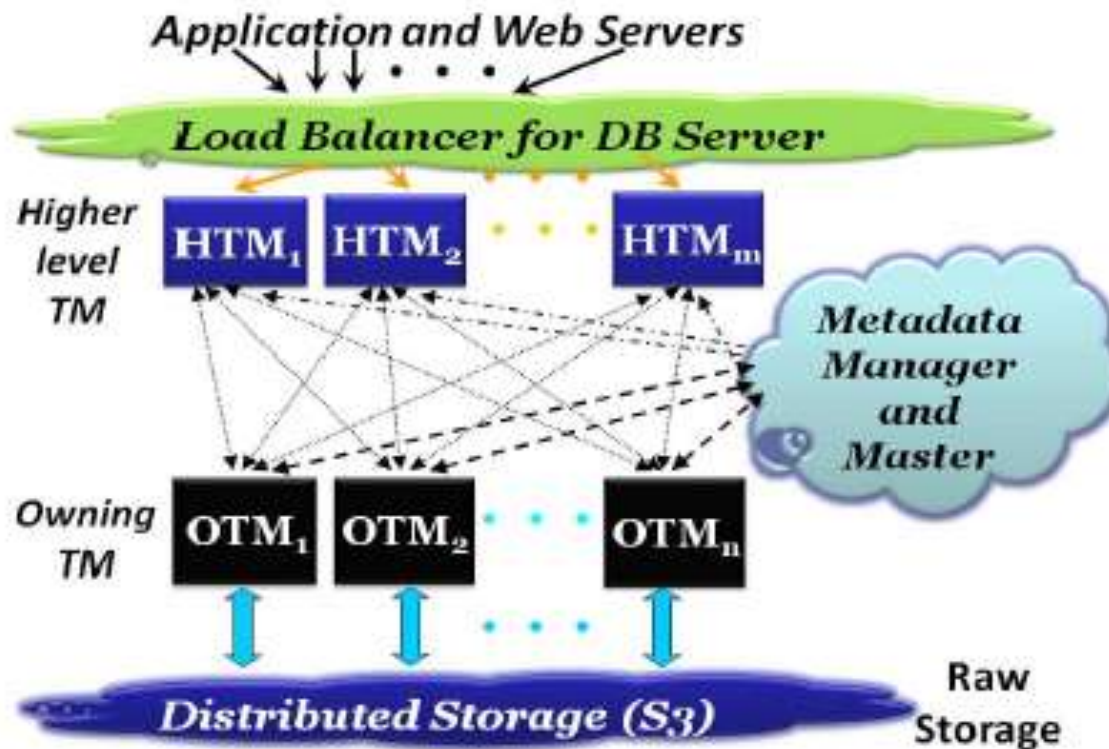 Application and Web Servers
Load Balancer for DB Server
Higher
level
TM
HTM₁
HTM₂
HTMₘ
Metadata
Manager
and
Master
Owning
TM
OTM₁
OTM₂
OTMₙ
Distributed Storage (S3)
Raw
Storage